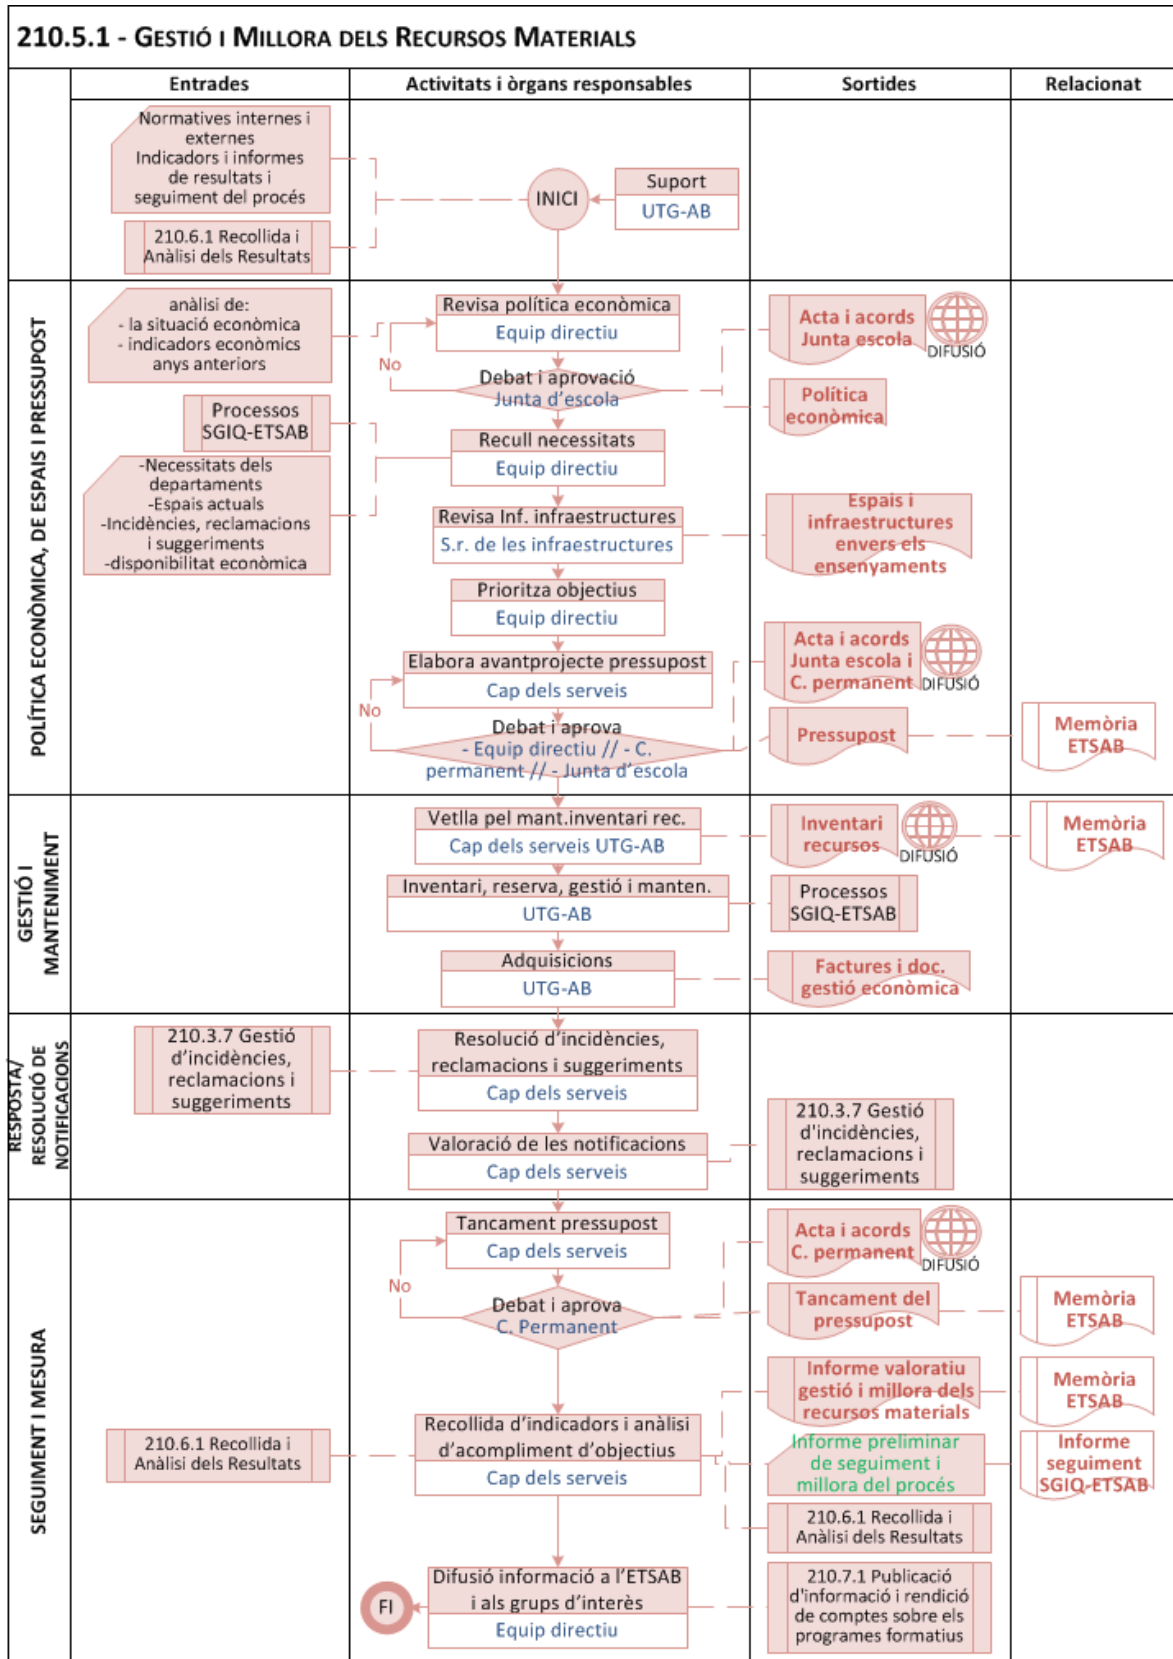 210.5.1 - GESTIÓ I MILLORA DELS RECURSOS MATERIALS
Entrades
Activitats i òrgans responsables
Sortides
Relacionat
Normatives internes i
externes
Indicadors i informes
de resultats i
seguiment del procés
210.6.1 Recollida i
Anàlisi dels Resultats
INICI
Suport
UTG-AB
POLÍTICA ECONÒMICA, DE ESPAIS I PRESSUPOST
anàlisi de:
- la situació econòmica
- indicadors econòmics
anys anteriors
Revisa política econòmica
Equip directiu
No
Debat i aprovació
Junta d'escola
Acta i acords
Junta escola
DIFUSIÓ
Política
econòmica
Processos
SGIQ-ETSAB
-Necessitats dels
departaments
-Espais actuals
-Incidències, reclamacions
i suggeriments
-disponibilitat econòmica
Recull necessitats
Equip directiu
Revisa Inf. infraestructures
S.r. de les infraestructures
Espais i
infraestructures
envers els
ensenyaments
Prioritza objectius
Equip directiu
Elabora avantprojecte pressupost
Cap dels serveis
No
Debat i aprova
- Equip directiu // - C.
permanent // - Junta d'escola
Acta i acords
Junta escola i
C. permanent
DIFUSIÓ
Pressupost
Memòria
ETSAB
GESTIÓ I
MANTENIMENT
Vetlla pel mant.inventari rec.
Cap dels serveis UTG-AB
Inventari
recursos
DIFUSIÓ
Memòria
ETSAB
Inventari, reserva, gestió i manten.
UTG-AB
Processos
SGIQ-ETSAB
Adquisicions
UTG-AB
Factures i doc.
gestió econòmica
RESPOSTA/
RESOLUCIÓ DE
NOTIFICACIONS
210.3.7 Gestió
d'incidències,
reclamacions i
suggeriments
Resolució d'incidències,
reclamacions i suggeriments
Cap dels serveis
Valoració de les notificacions
Cap dels serveis
210.3.7 Gestió
d'incidències,
reclamacions i
suggeriments
SEGUIMENT I MESURA
Tancament pressupost
Cap dels serveis
No
Debat i aprova
C. Permanent
Acta i acords
C. permanent
DIFUSIÓ
Tancament del
pressupost
Memòria
ETSAB
Informe valoratiu
gestió i millora dels
recursos materials
Memòria
ETSAB
210.6.1 Recollida i
Anàlisi dels Resultats
Recollida d'indicadors i anàlisi
d'acompliment d'objectius
Cap dels serveis
Informe preliminar
de seguiment i
millora del procés
Informe
seguiment
SGIQ-ETSAB
210.6.1 Recollida i
Anàlisi dels Resultats
FI
Difusió informació a l'ETSAB
i als grups d'interès
Equip directiu
210.7.1 Publicació
d'informació i rendició
de comptes sobre els
programes formatius